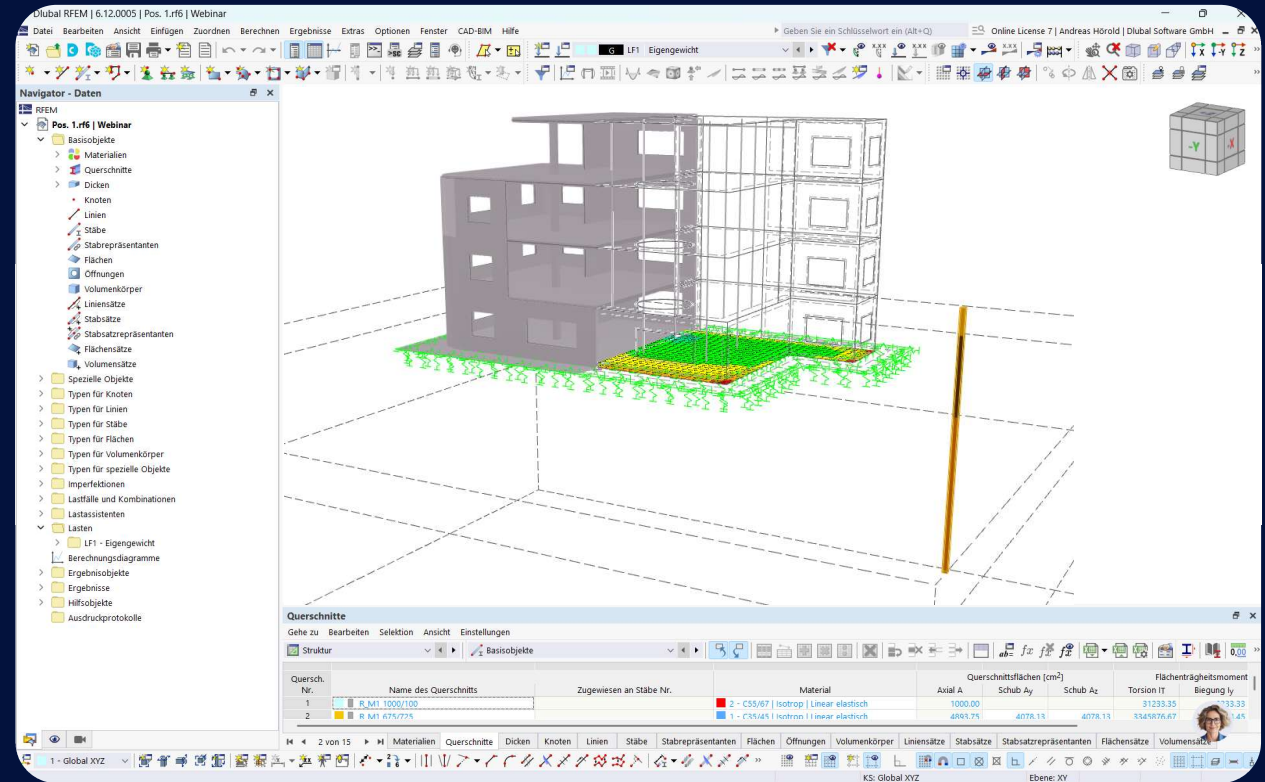 Dlubal RFEM | 6.12.0005 | Pos. 1.rf6 | Webinar
Datei Bearbeiten Ansicht Einfügen Zuordnen Berechnen Ergebnisse Extras Optionen Fenster CAD-BIM Hilfe
Geben Sie ein Schlüsselwort ein (Alt+Q)
Online License 7 | Andreas Hörold | Dlubal Software GmbH
G LF1 Eigengewicht
Navigator - Daten
RFEM
Pos. 1.rf6 | Webinar
Basisobjekte
Materialien
Querschnitte
Dicken
Knoten
Linien
Stäbe
Stabrepräsentanten
Flächen
Öffnungen
Volumenkörper
Liniensätze
Stabsätze
Stabsatzrepräsentanten
Flächensätze
Volumensätze
Spezielle Objekte
Typen für Knoten
Typen für Linien
Typen für Stäbe
Typen für Flächen
Typen für Volumenkörper
Typen für spezielle Objekte
Imperfektionen
Lastfälle und Kombinationen
Lastassistenten
Lasten
LF1 - Eigengewicht
Berechnungsdiagramme
Ergebnisobjekte
Ergebnisse
Hilfsobjekte
Ausdruckprotokolle
-Y
-X
Querschnitte
Gehe zu Bearbeiten Selektion Ansicht Einstellungen
Struktur
Basisobjekte
Quersch.
Nr.
Name des Querschnitts
Zugewiesen an Stäbe Nr.
Material
Querschnittsflächen [cm2]
Axial A Schub Ay Schub Az
Flächenträgheitsmoment
Torsion IT Biegung Iy
1 R_M1 1000/100 2 - C55/67 | Isotrop | Linear elastisch 1000.00 31233.35
2 R_M1 675/725 1 - C35/45 | Isotrop | Linear elastisch 4893.75 4078.13 4078.13 3345876.67
2 von 15 Materialien Querschnitte Dicken Knoten Linien Stäbe Stabrepräsentanten Flächen Öffnungen Volumenkörper Liniensätze Stabsätze Stabsatzrepräsentanten Flächensätze
1 - Global XYZ
KS: Global XYZ
Ebene: XY